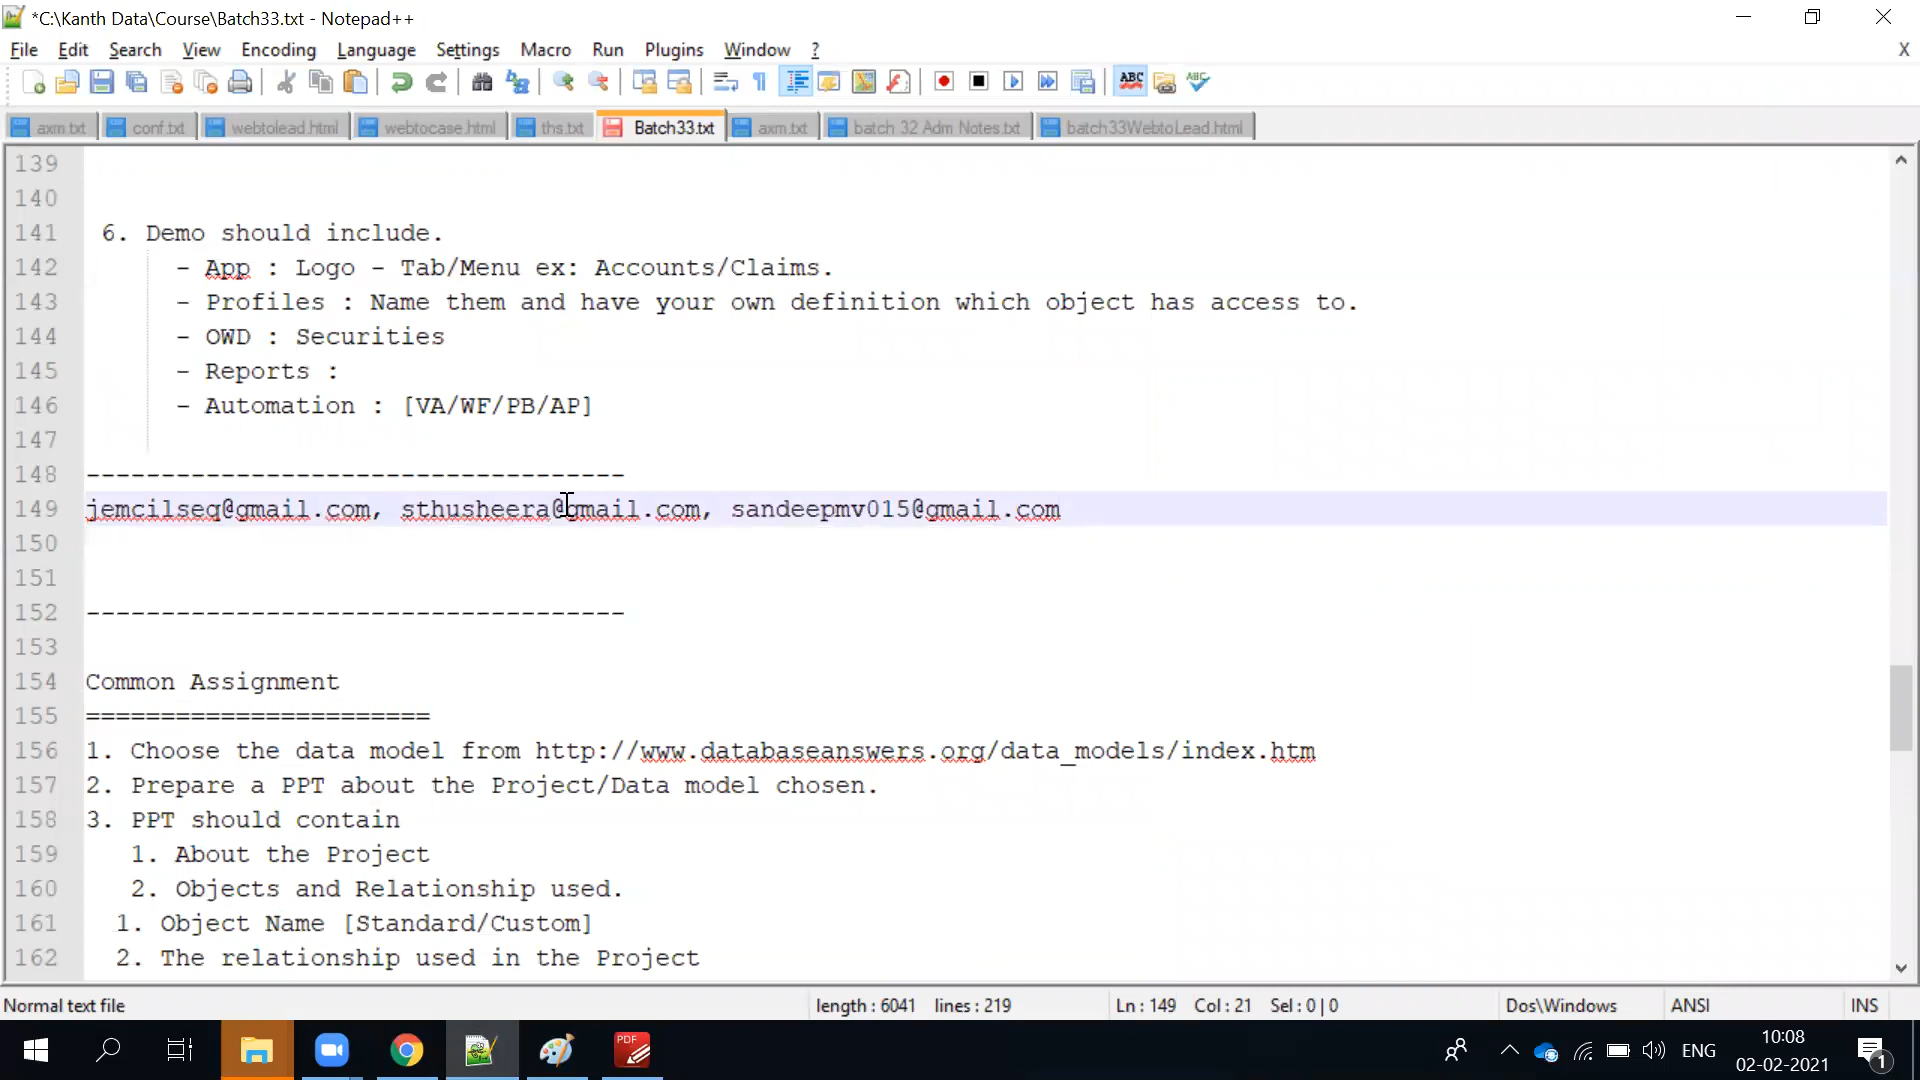 *C:\Kanth Data\Course\Batch33.txt - Notepad++
File Edit Search View Encoding Language Settings Macro Run Plugins Window ? X
ABC ABC
axm.txt conf.txt webtolead.html webtocase.html ths.txt Batch33.txt axm.txt batch 32 Adm Notes.txt batch33WebtoLead.html
139
140
141 6. Demo should include.
142 - App : Logo - Tab/Menu ex: Accounts/Claims.
143 - Profiles : Name them and have your own definition which object has access to.
144 - OWD : Securities
145 - Reports :
146 - Automation : [VA/WF/PB/AP]
147
148 ------------------------------------
149 jemcilseq@gmail.com, sthusheera@gmail.com, sandeepmv015@gmail.com
150
151
152 ------------------------------------
153
154 Common Assignment
155 =======================
156 1. Choose the data model from http://www.databaseanswers.org/data_models/index.htm
157 2. Prepare a PPT about the Project/Data model chosen.
158 3. PPT should contain
159 1. About the Project
160 2. Objects and Relationship used.
161 1. Object Name [Standard/Custom]
162 2. The relationship used in the Project
Normal text file length : 6041 lines : 219 Ln : 149 Col : 21 Sel : 0 | 0 Dos\Windows ANSI INS
PDF ENG 10:08
02-02-2021 1